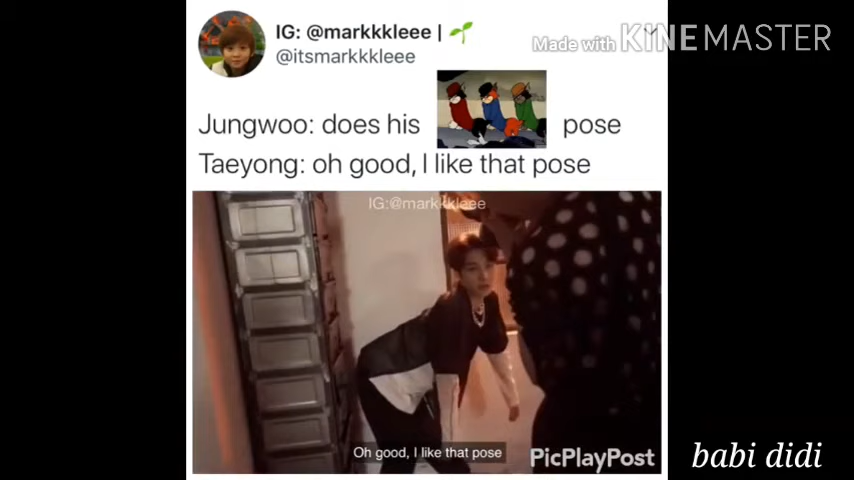 IG: @markkkleee | 🌱
@itsmarkkkleee
Made with KINEMASTER
Jungwoo: does his pose
Taeyong: oh good, I like that pose
IG:@markkkleee
Oh good, I like that pose
PicPlayPost
babi didi